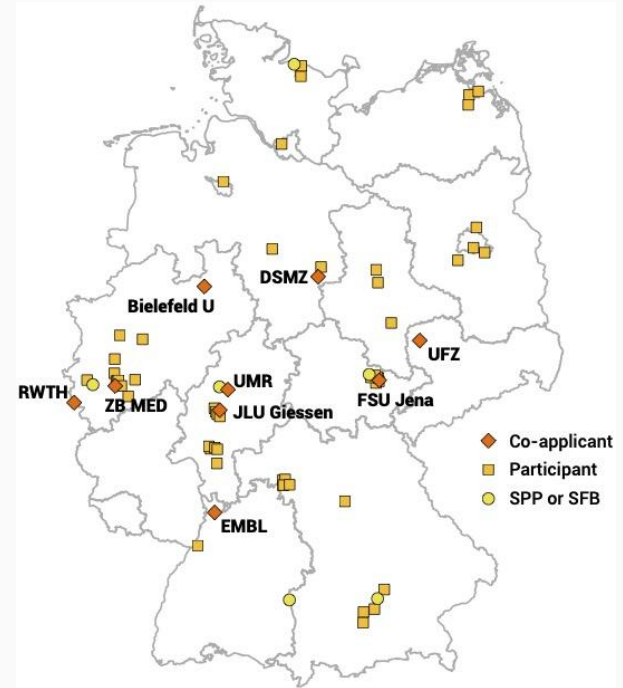 DSMZ
Bielefeld U
UFZ
UMR
RWTH
ZB MED
FSU Jena
JLU Giessen
Co-applicant
Participant
SPP or SFB
EMBL